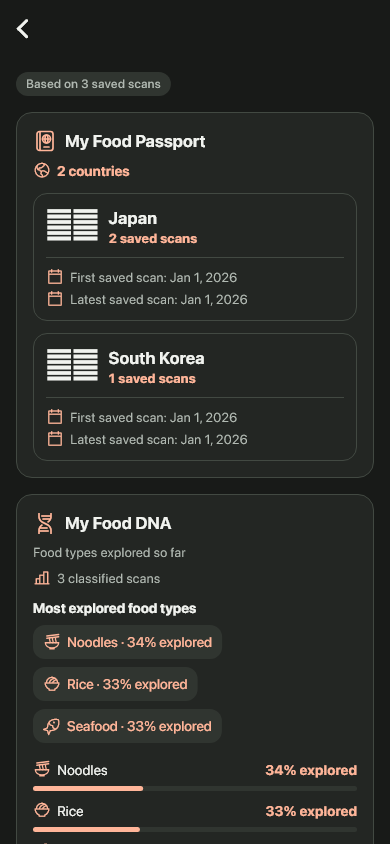 Based on 3 saved scans
My Food Passport
2 countries
Japan
2 saved scans
First saved scan: Jan 1, 2026
Latest saved scan: Jan 1, 2026
South Korea
1 saved scans
First saved scan: Jan 1, 2026
Latest saved scan: Jan 1, 2026
My Food DNA
Food types explored so far
3 classified scans
Most explored food types
Noodles · 34% explored
Rice · 33% explored
Seafood · 33% explored
Noodles 34% explored
Rice 33% explored